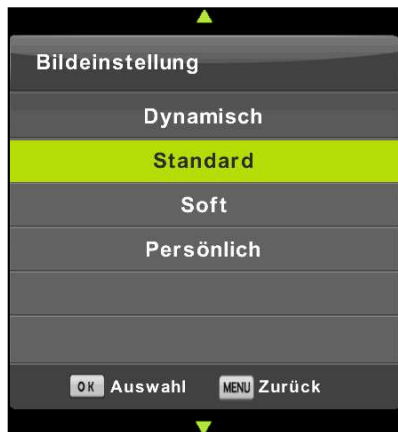 Bildeinstellung
Dynamisch
Standard
Soft
Persönlich
OK Auswahl MENU Zurück